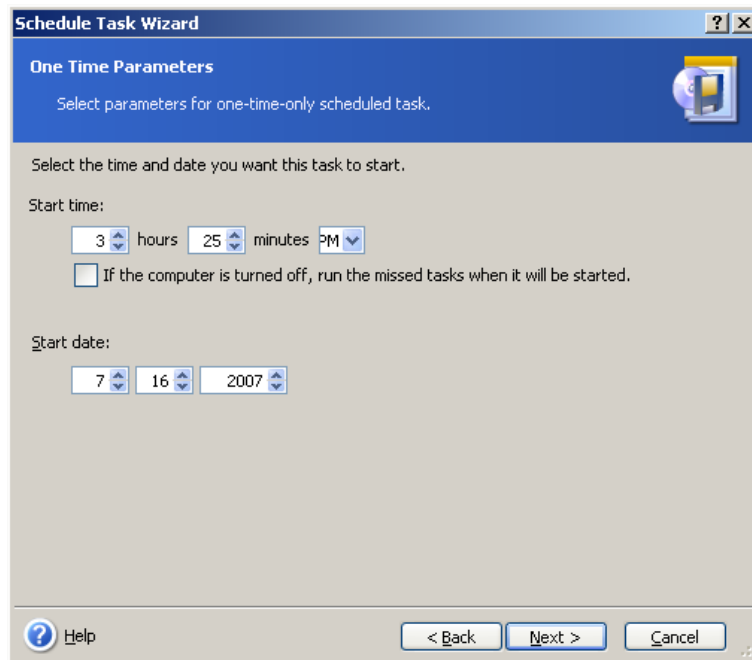 Schedule Task Wizard
One Time Parameters
Select parameters for one-time-only scheduled task.
Select the time and date you want this task to start.
Start time:
3 hours 25 minutes PM
If the computer is turned off, run the missed tasks when it will be started.
Start date:
7 16 2007
? Help < Back Next > Cancel